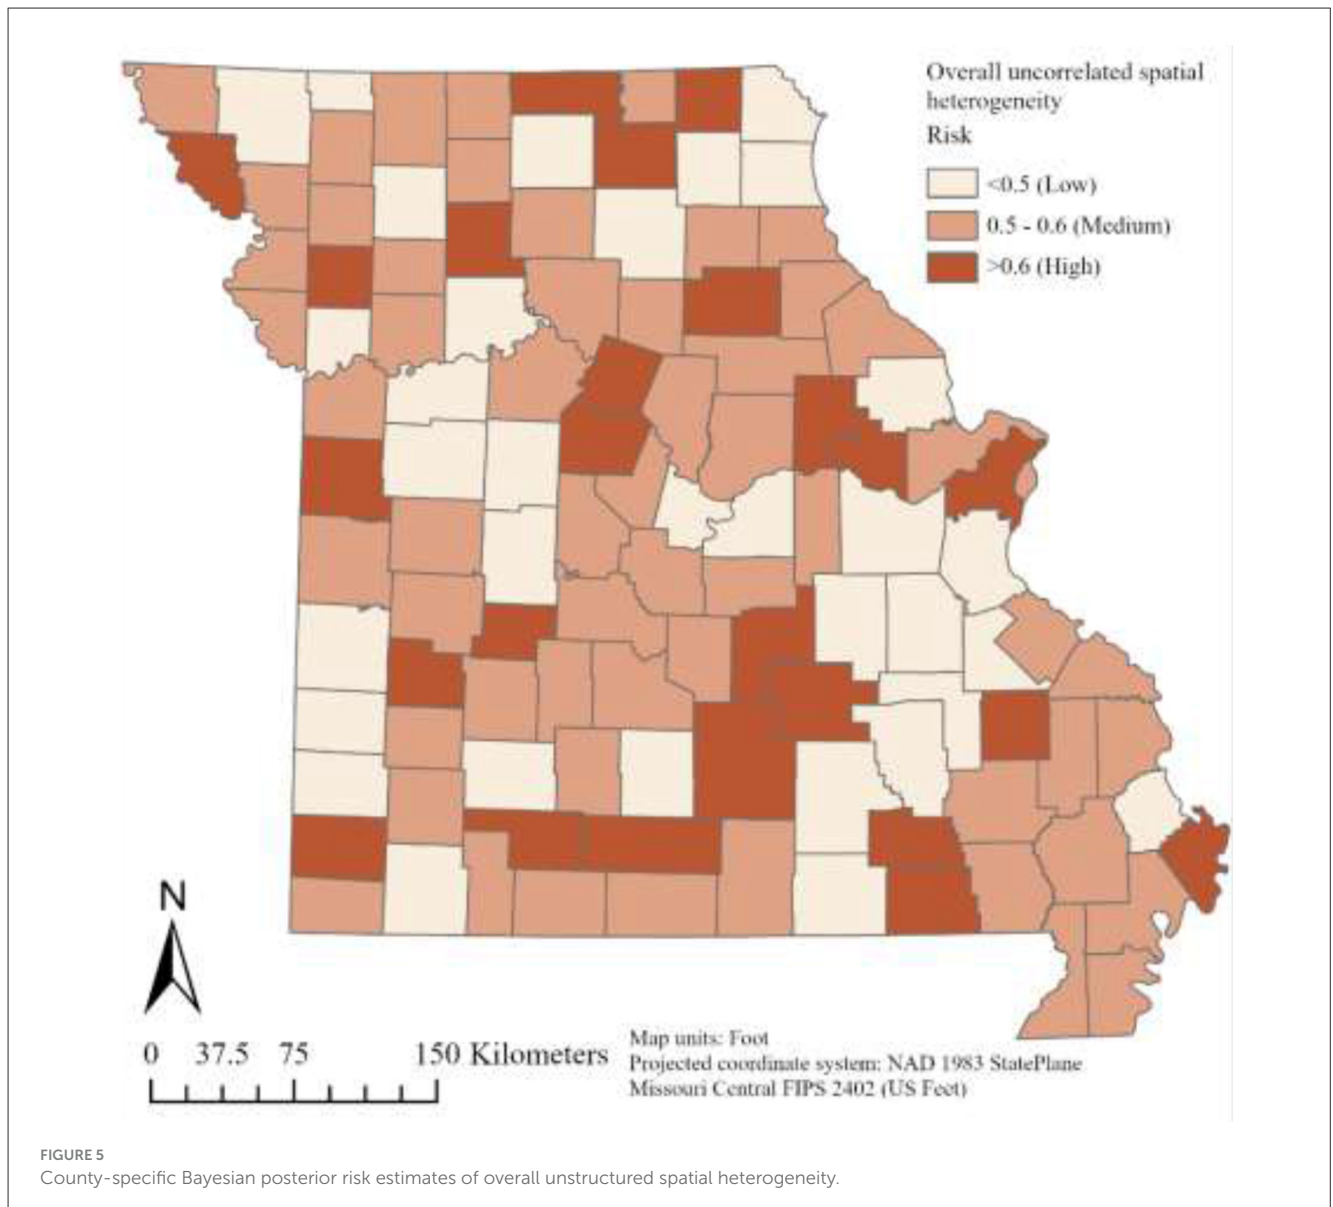 Overall uncorrelated spatial
heterogeneity
Risk
<0.5 (Low)
0.5 - 0.6 (Medium)
>0.6 (High)
N
0 37.5 75 150 Kilometers
Map units: Foot
Projected coordinate system: NAD 1983 StatePlane
Missouri Central FIPS 2402 (US Feet)
FIGURE 5
County-specific Bayesian posterior risk estimates of overall unstructured spatial heterogeneity.